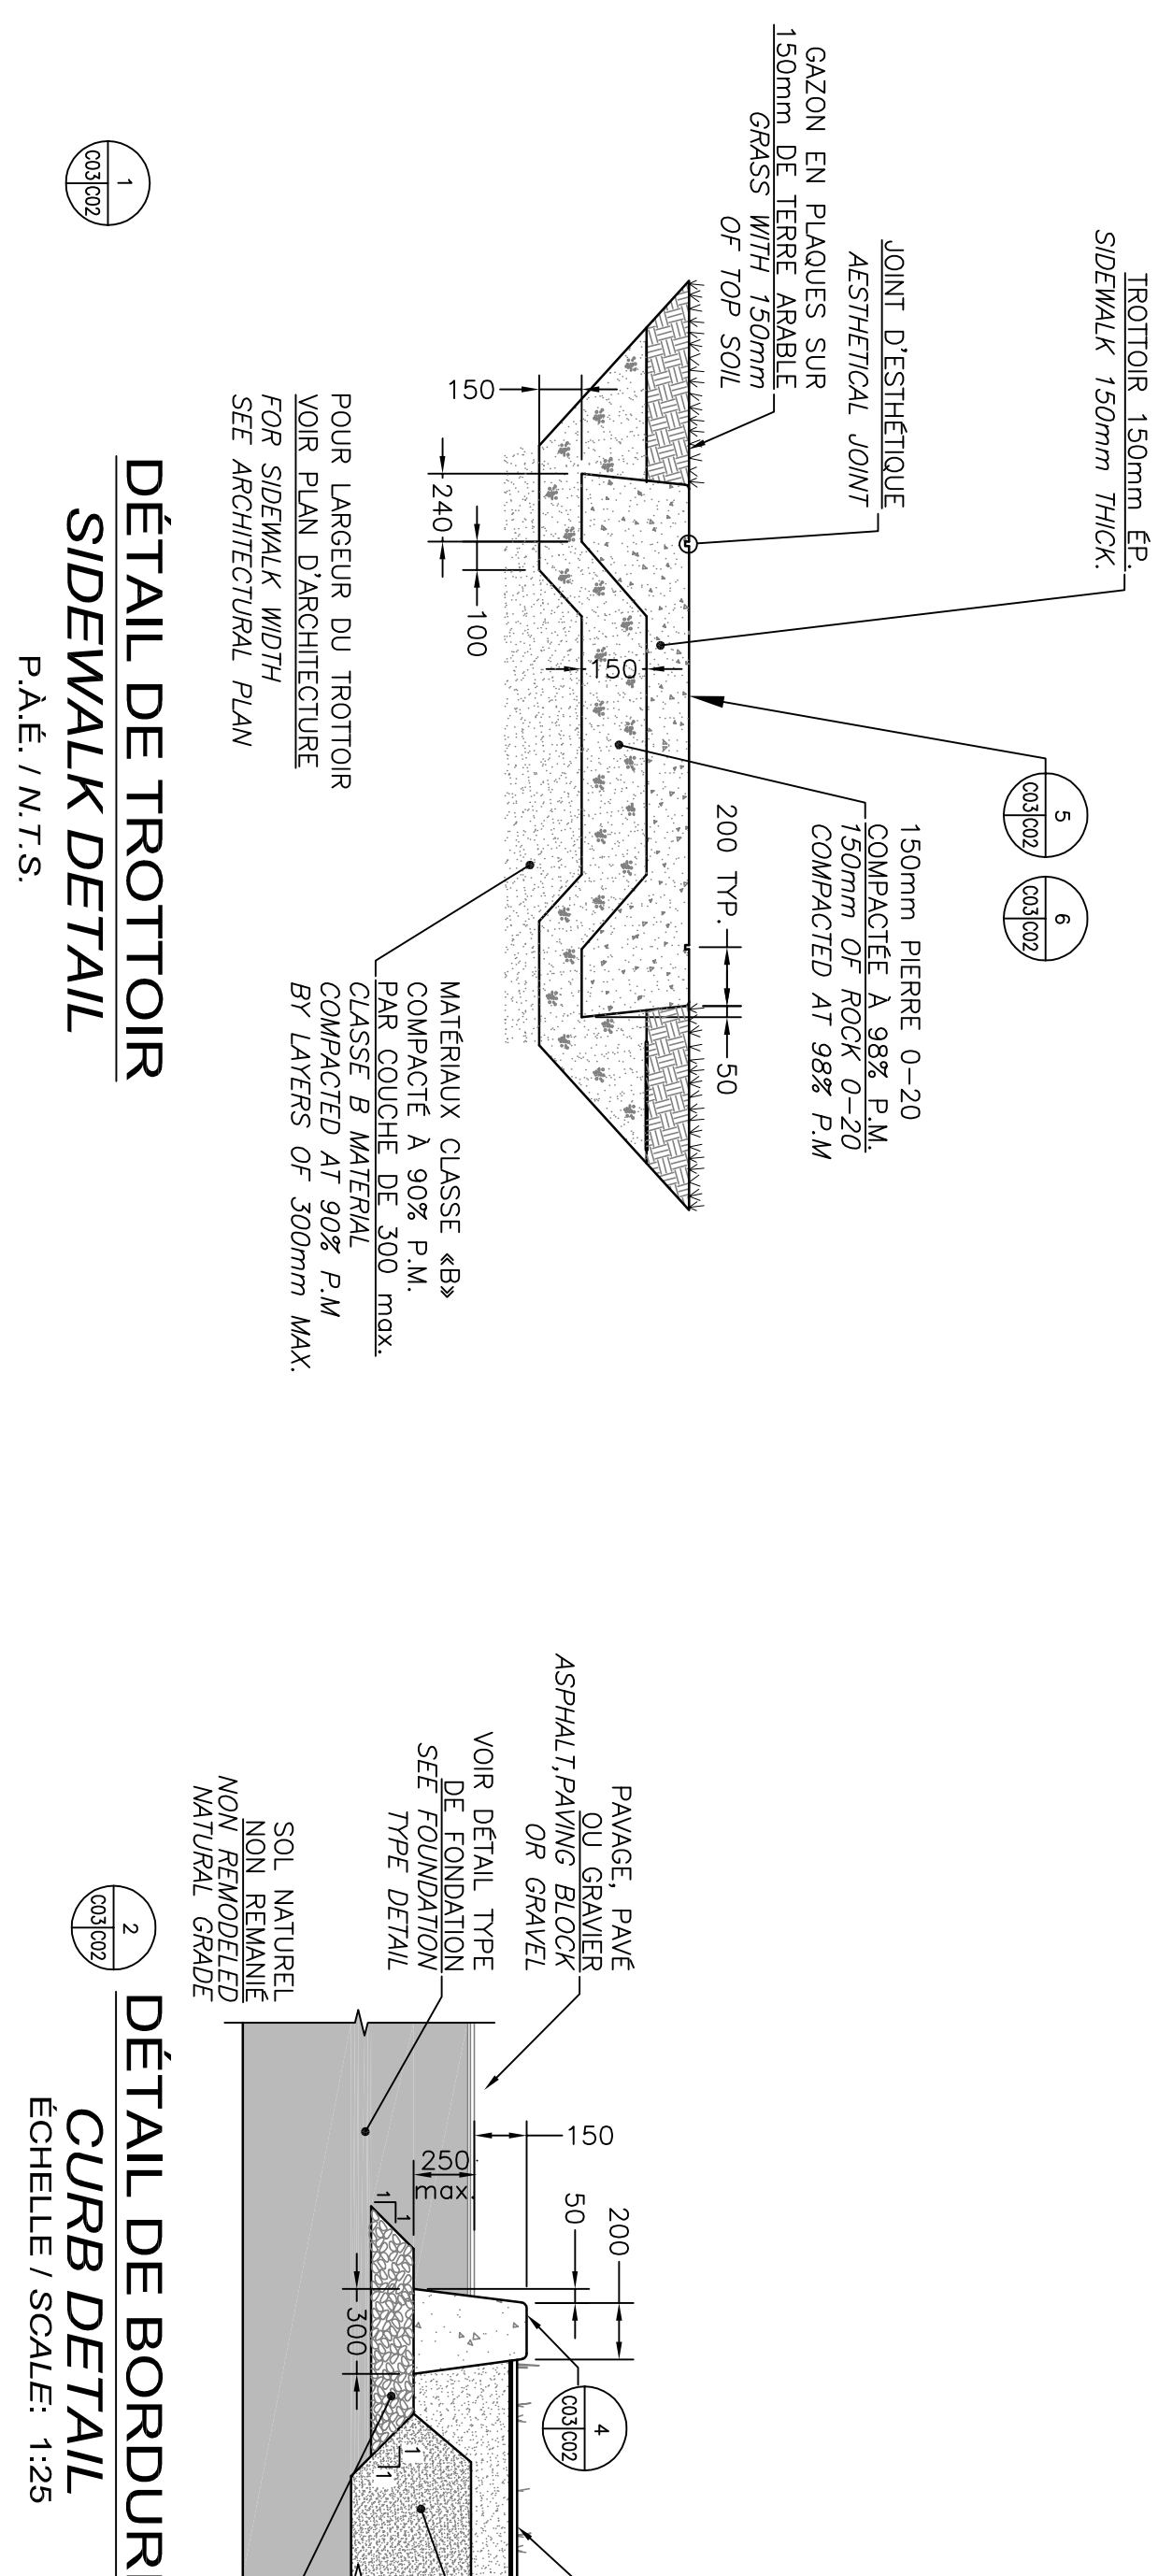 TROTTOIR 150mm ÉP.
SIDEWALK 150mm THICK.
JOINT D'ESTHÉTIQUE
AESTHETICAL JOINT
GAZON EN PLAQUES SUR
150mm DE TERRE ARABLE
GRASS WITH 150mm
OF TOP SOIL
5
C03 C02
6
C03 C02
150mm PIERRE 0-20
COMPACTÉE À 98% P.M.
150mm OF ROCK 0-20
COMPACTED AT 98% P.M
200 TYP.
50
150
150
240
100
POUR LARGEUR DU TROTTOIR
VOIR PLAN D'ARCHITECTURE
FOR SIDEWALK WIDTH
SEE ARCHITECTURAL PLAN
MATÉRIAUX CLASSE «B»
COMPACTÉ À 90% P.M.
PAR COUCHE DE 300 max.
CLASSE B MATERIAL
COMPACTED AT 90% P.M
BY LAYERS OF 300mm MAX.
1
C03 C02
DÉTAIL DE TROTTOIR
SIDEWALK DETAIL
P.À.É. / N.T.S.
PAVAGE, PAVÉ
OU GRAVIER
ASPHALT,PAVING BLOCK
OR GRAVEL
VOIR DÉTAIL TYPE
DE FONDATION
SEE FOUNDATION
TYPE DETAIL
SOL NATUREL
NON REMANIÉ
NON REMODELED
NATURAL GRADE
200
50
150
250
max.
1
1
300
1
1
4
C03 C02
2
C03 C02
DÉTAIL DE BORDURE
CURB DETAIL
ÉCHELLE / SCALE: 1:25